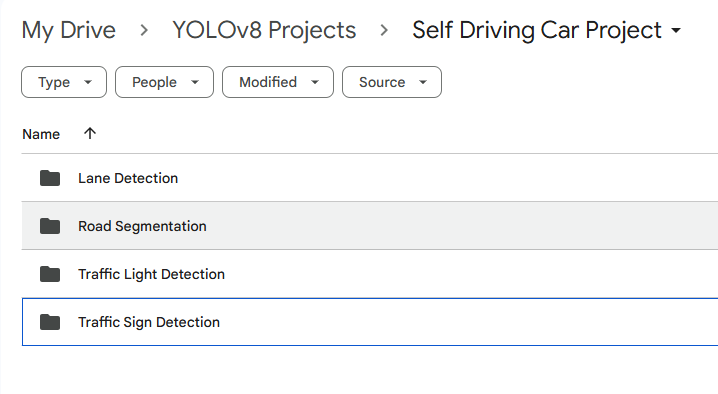 My Drive > YOLOv8 Projects > Self Driving Car Project
Type People Modified Source
Name
Lane Detection
Road Segmentation
Traffic Light Detection
Traffic Sign Detection